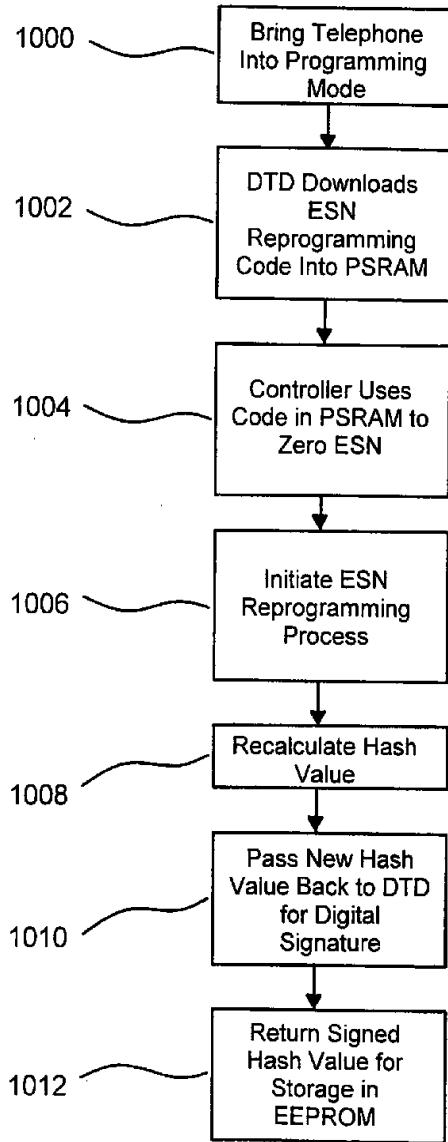 1000
Bring Telephone
Into Programming
Mode
1002
DTD Downloads
ESN
Reprogramming
Code Into PSRAM
1004
Controller Uses
Code in PSRAM to
Zero ESN
1006
Initiate ESN
Reprogramming
Process
1008
Recalculate Hash
Value
1010
Pass New Hash
Value Back to DTD
for Digital
Signature
1012
Return Signed
Hash Value for
Storage in
EEPROM